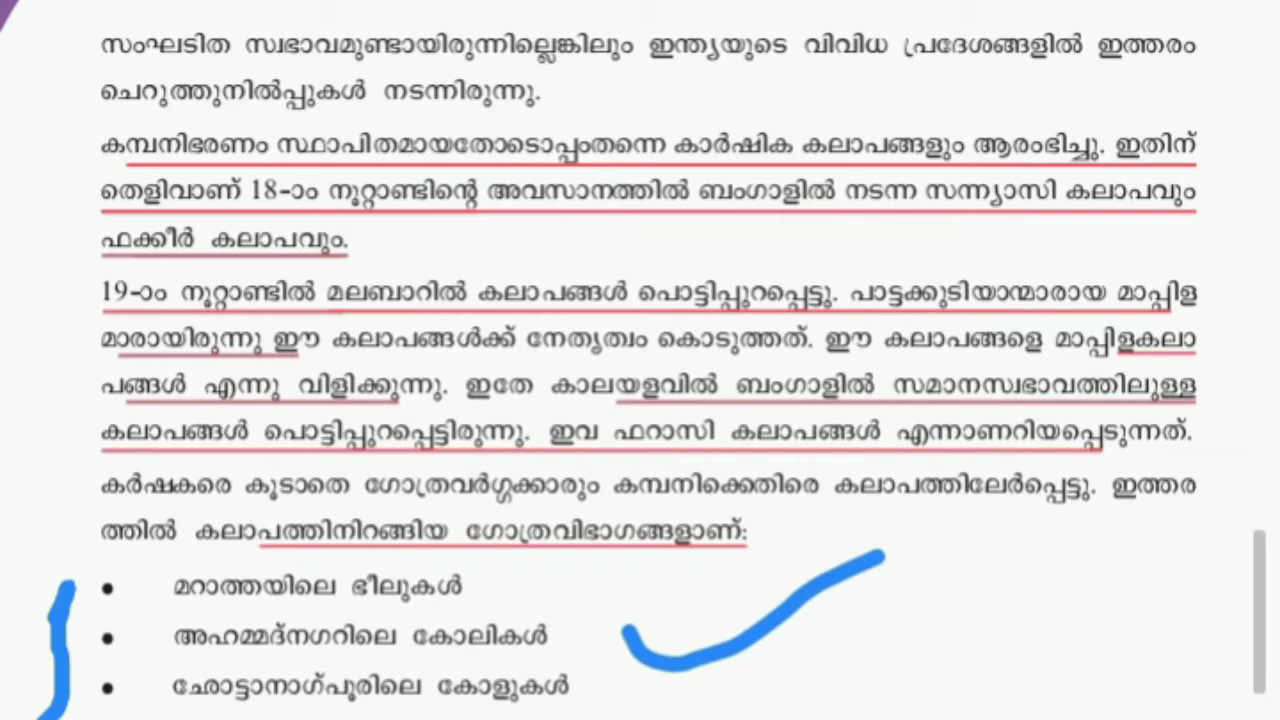 സംഘടിത സ്വഭാവമുണ്ടായിരുന്നില്ലെങ്കിലും ഇന്ത്യയുടെ വിവിധ പ്രദേശങ്ങളിൽ ഇത്തരം
ചെറുത്തുനിൽപ്പുകൾ നടന്നിരുന്നു.
കമ്പനിഭരണം സ്ഥാപിതമായതോടൊപ്പംതന്നെ കാർഷിക കലാപങ്ങളും ആരംഭിച്ചു. ഇതിന്
തെളിവാണ് 18-ാം നൂറ്റാണ്ടിന്റെ അവസാനത്തിൽ ബംഗാളിൽ നടന്ന സന്ന്യാസി കലാപവും
ഫക്കീർ കലാപവും.
19-ാം നൂറ്റാണ്ടിൽ മലബാറിൽ കലാപങ്ങൾ പൊട്ടിപ്പുറപ്പെട്ടു. പാട്ടക്കുടിയാന്മാരായ മാപ്പിള
മാരായിരുന്നു ഈ കലാപങ്ങൾക്ക് നേതൃത്വം കൊടുത്തത്. ഈ കലാപങ്ങളെ മാപ്പിളകലാ
പങ്ങൾ എന്നു വിളിക്കുന്നു. ഇതേ കാലയളവിൽ ബംഗാളിൽ സമാനസ്വഭാവത്തിലുള്ള
കലാപങ്ങൾ പൊട്ടിപ്പുറപ്പെട്ടിരുന്നു. ഇവ ഫറാസി കലാപങ്ങൾ എന്നാണറിയപ്പെടുന്നത്.
കർഷകരെ കൂടാതെ ഗോത്രവർഗ്ഗക്കാരും കമ്പനിക്കെതിരെ കലാപത്തിലേർപ്പെട്ടു. ഇത്തര
ത്തിൽ കലാപത്തിനിറങ്ങിയ ഗോത്രവിഭാഗങ്ങളാണ്:
• മറാത്തയിലെ ഭീലുകൾ
• അഹമ്മദ്നഗറിലെ കോലികൾ
• ഛോട്ടാനാഗ്പൂരിലെ കോളുകൾ